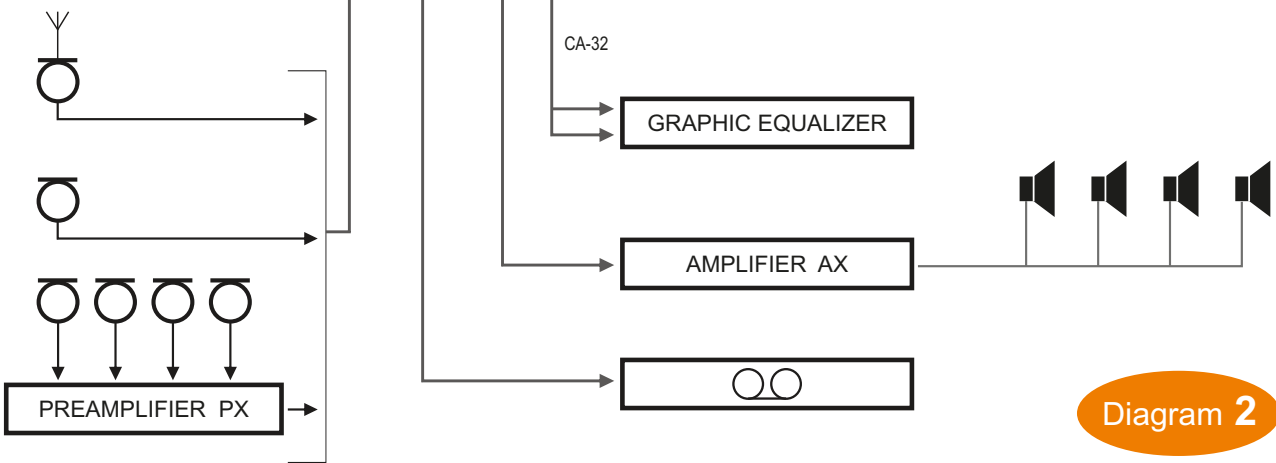 CA-32
GRAPHIC EQUALIZER
AMPLIFIER AX
PREAMPLIFIER PX
Diagram 2